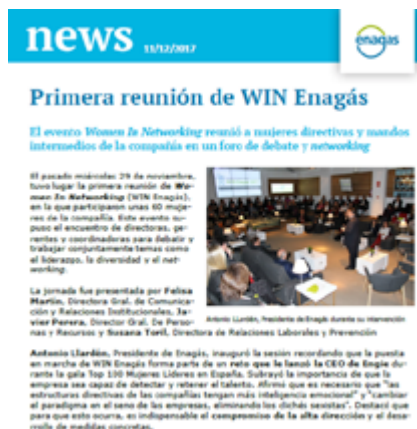 news 11/12/2017
enagas
Primera reunión de WIN Enagás
El evento Women In Networking reunió a mujeres directivas y mandos
intermedios de la compañía en un foro de debate y networking
El pasado miércoles 29 de noviembre,
tuvo lugar la primera reunión de Wo-
men In Networking (WIN Enagás),
en la que participaron unas 60 muje-
res de la compañía. Este evento su-
puso el encuentro de directoras, ge-
rentes y coordinadoras para debatir y
trabajar conjuntamente temas como
el liderazgo, la diversidad y el net-
working.
La jornada fue presentada por Felisa
Martín, Directora Gral. de Comunica-
ción y Relaciones Institucionales, Ja-
vier Perera, Director Gral. De Perso-
nas y Recursos y Susana Toril, Directora de Relaciones Laborales y Prevención
Antonio Llardén, Presidente de Enagás durante su intervención
Antonio Llardén, Presidente de Enagás, inauguró la sesión recordando que la puesta
en marcha de WIN Enagás forma parte de un reto que le lanzó la CEO de Engie du-
rante la gala Top 100 Mujeres Líderes en España. Subrayó la importancia de que la
empresa sea capaz de detectar y retener el talento. Afirmó que es necesario que "las
estructuras directivas de las compañías tengan más inteligencia emocional" y "cambiar
el paradigma en el seno de las empresas, eliminando los clichés sexistas". Destacó que
para que esto ocurra, es indispensable el compromiso de la alta dirección y el desa-
rrollo de medidas concretas.